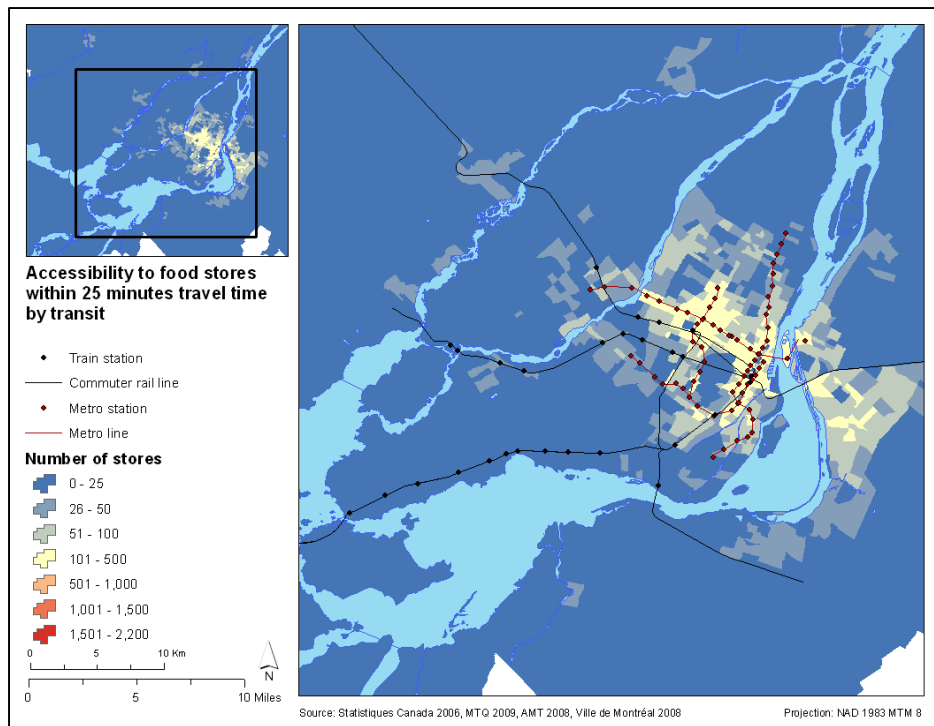 Accessibility to food stores
within 25 minutes travel time
by transit
Train station
Commuter rail line
Metro station
Metro line
Number of stores
0 - 25
26 - 50
51 - 100
101 - 500
501 - 1,000
1,001 - 1,500
1,501 - 2,200
0 5 10 Km
N
0 5 10 Miles
Source: Statistiques Canada 2006, MTQ 2009, AMT 2008, Ville de Montréal 2008
Projection: NAD 1983 MTM 8